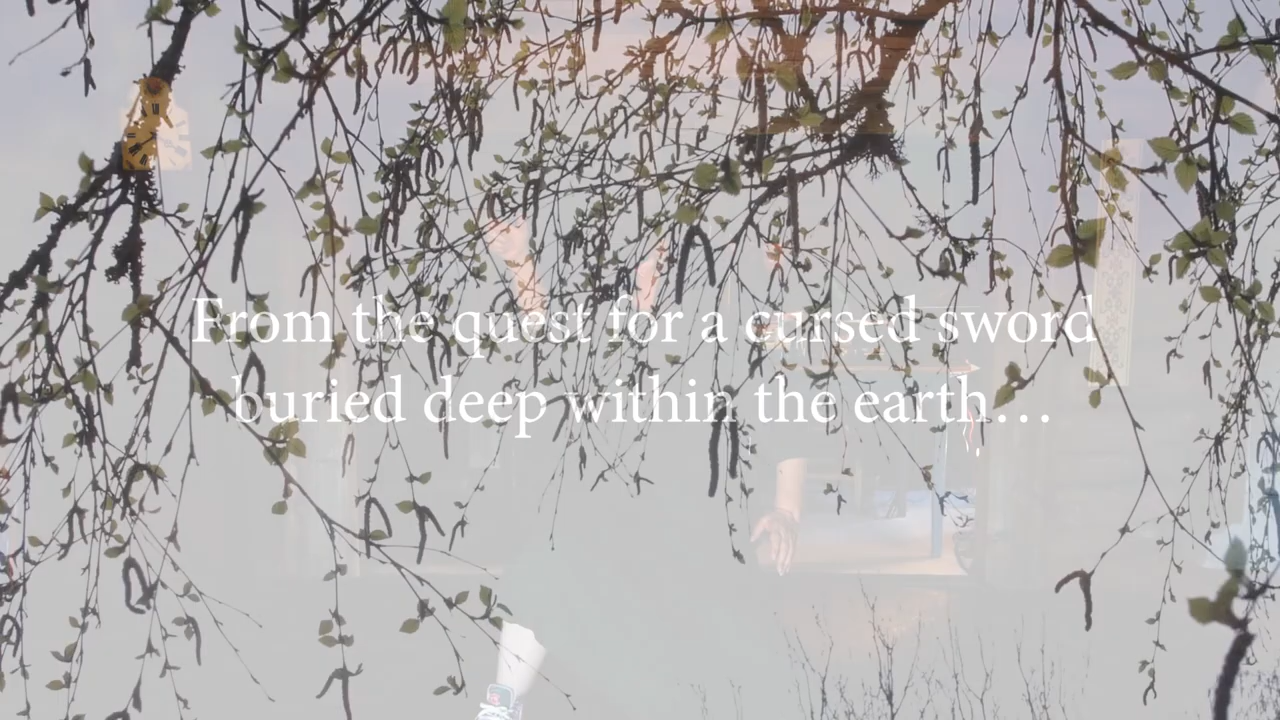 From the quest for a cursed sword
buried deep within the earth…